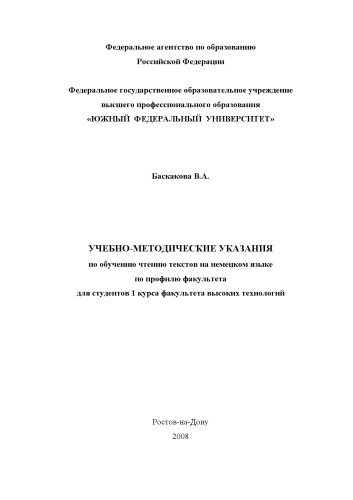 Федеральное агентство по образованию
Российской Федерации
Федеральное государственное образовательное учреждение
высшего профессионального образования
«ЮЖНЫЙ ФЕДЕРАЛЬНЫЙ УНИВЕРСИТЕТ»
Баскакова В.А.
УЧЕБНО-МЕТОДИЧЕСКИЕ УКАЗАНИЯ
по обучению чтению текстов на немецком языке
по профилю факультета
для студентов 1 курса факультета высоких технологий
Ростов-на-Дону
2008